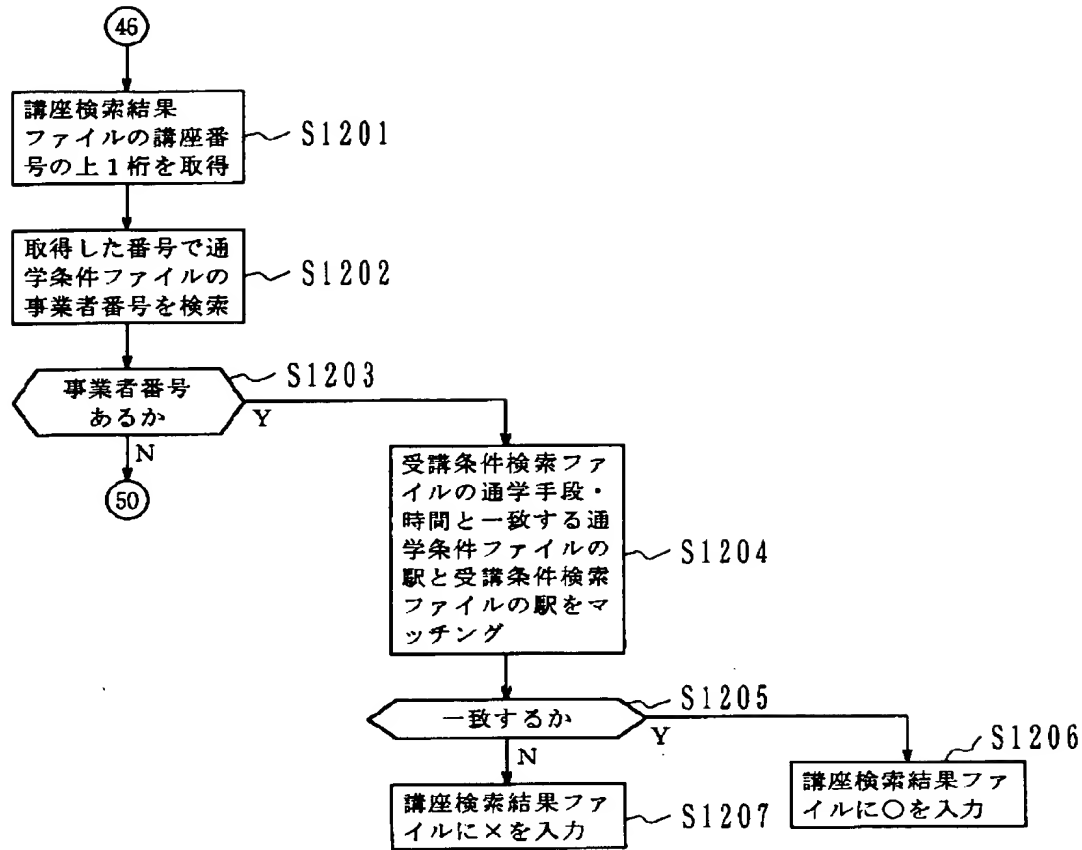 46
講座検索結果
ファイルの講座番
号の上1桁を取得
S1201
取得した番号で通
学条件ファイルの
事業者番号を検索
S1202
事業者番号
あるか
S1203
Y
N
50
受講条件検索ファ
イルの通学手段・
時間と一致する通
学条件ファイルの
駅と受講条件検索
ファイルの駅をマ
ッチング
S1204
一致するか
S1205
Y
N
講座検索結果ファ
イルに○を入力
S1206
講座検索結果ファ
イルに×を入力
S1207